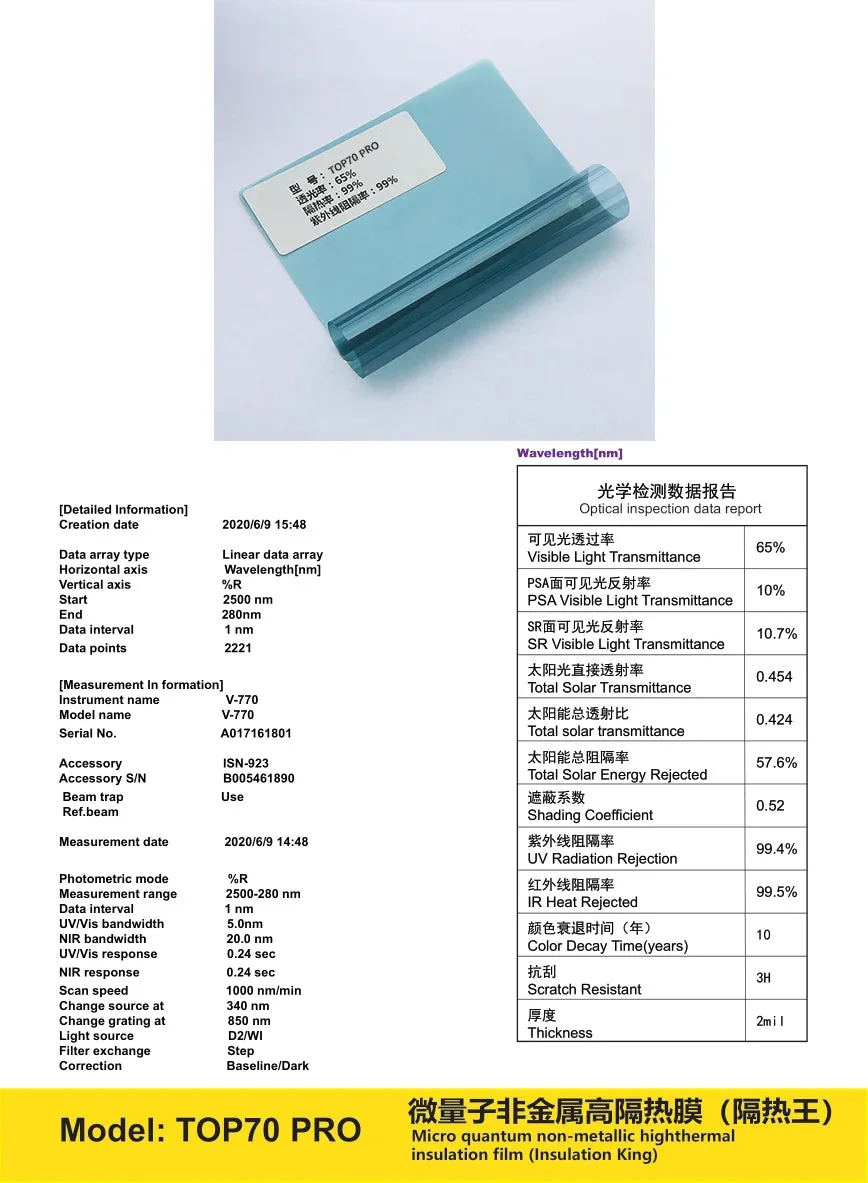 型 号：TOP70 PRO
透光率：65%
隔热率：99%
紫外线阻隔率：99%
[Detailed Information]
Creation date 2020/6/9 15:48
Data array type Linear data array
Horizontal axis Wavelength[nm]
Vertical axis %R
Start 2500 nm
End 280nm
Data interval 1 nm
Data points 2221
[Measurement In formation]
Instrument name V-770
Model name V-770
Serial No. A017161801
Accessory ISN-923
Accessory S/N B005461890
Beam trap Use
Ref.beam
Measurement date 2020/6/9 14:48
Photometric mode %R
Measurement range 2500-280 nm
Data interval 1 nm
UV/Vis bandwidth 5.0nm
NIR bandwidth 20.0 nm
UV/Vis response 0.24 sec
NIR response 0.24 sec
Scan speed 1000 nm/min
Change source at 340 nm
Change grating at 850 nm
Light source D2/WI
Filter exchange Step
Correction Baseline/Dark
Wavelength[nm]
光学检测数据报告
Optical inspection data report
可见光透过率
Visible Light Transmittance 65%
PSA面可见光反射率
PSA Visible Light Transmittance 10%
SR面可见光反射率
SR Visible Light Transmittance 10.7%
太阳光直接透射率
Total Solar Transmittance 0.454
太阳能总透射比
Total solar transmittance 0.424
太阳能总阻隔率
Total Solar Energy Rejected 57.6%
遮蔽系数
Shading Coefficient 0.52
紫外线阻隔率
UV Radiation Rejection 99.4%
红外线阻隔率
IR Heat Rejected 99.5%
颜色衰退时间（年）
Color Decay Time(years) 10
抗刮
Scratch Resistant 3H
厚度
Thickness 2mil
Model: TOP70 PRO
微量子非金属高隔热膜（隔热王）
Micro quantum non-metallic highthermal
insulation film (Insulation King)